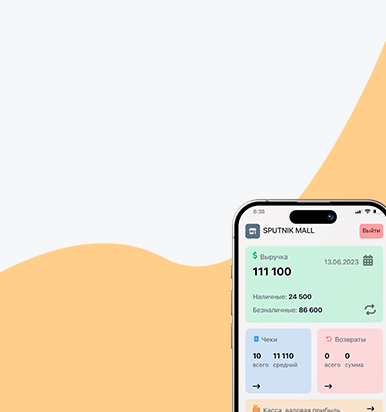 8:38
SPUTNIK MALL
Выйти
$ Выручка
13.06.2023
111 100
Наличные: 24 500
Безналичные: 86 600
Чеки
10 11 110
всего средний
Возвраты
0 0
всего сумма
Касса, валовая прибыль